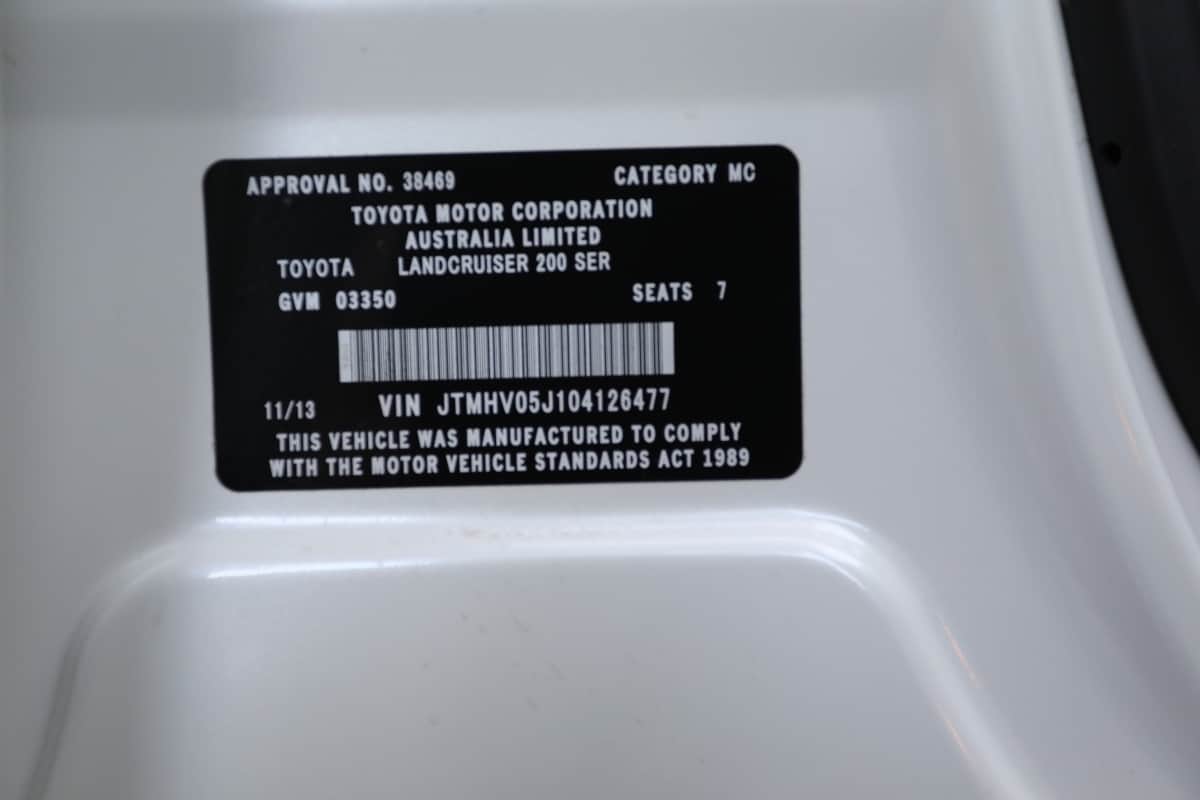 APPROVAL NO. 38469 CATEGORY MC
TOYOTA MOTOR CORPORATION
AUSTRALIA LIMITED
TOYOTA LANDCRUISER 200 SER
GVM 03350 SEATS 7
11/13 VIN JTMHV05J104126477
THIS VEHICLE WAS MANUFACTURED TO COMPLY
WITH THE MOTOR VEHICLE STANDARDS ACT 1989